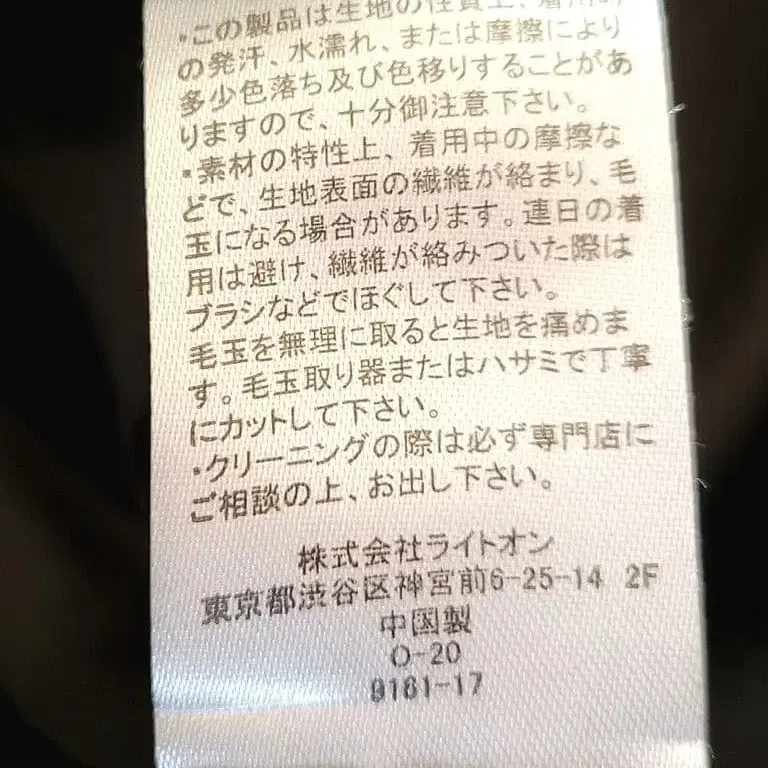 ・この製品は生地の性質上、着用時
の発汗、水濡れ、または摩擦により
多少色落ち及び色移りすることがあ
りますので、十分御注意下さい。
・素材の特性上、着用中の摩擦な
どで、生地表面の繊維が絡まり、毛
玉になる場合があります。連日の着
用は避け、繊維が絡みついた際は
ブラシなどでほぐして下さい。
毛玉を無理に取ると生地を痛めま
す。毛玉取り器またはハサミで丁寧
にカットして下さい。
・クリーニングの際は必ず専門店に
ご相談の上、お出し下さい。
株式会社ライトオン
東京都渋谷区神宮前6-25-14 2F
中国製
O-20
9161-17